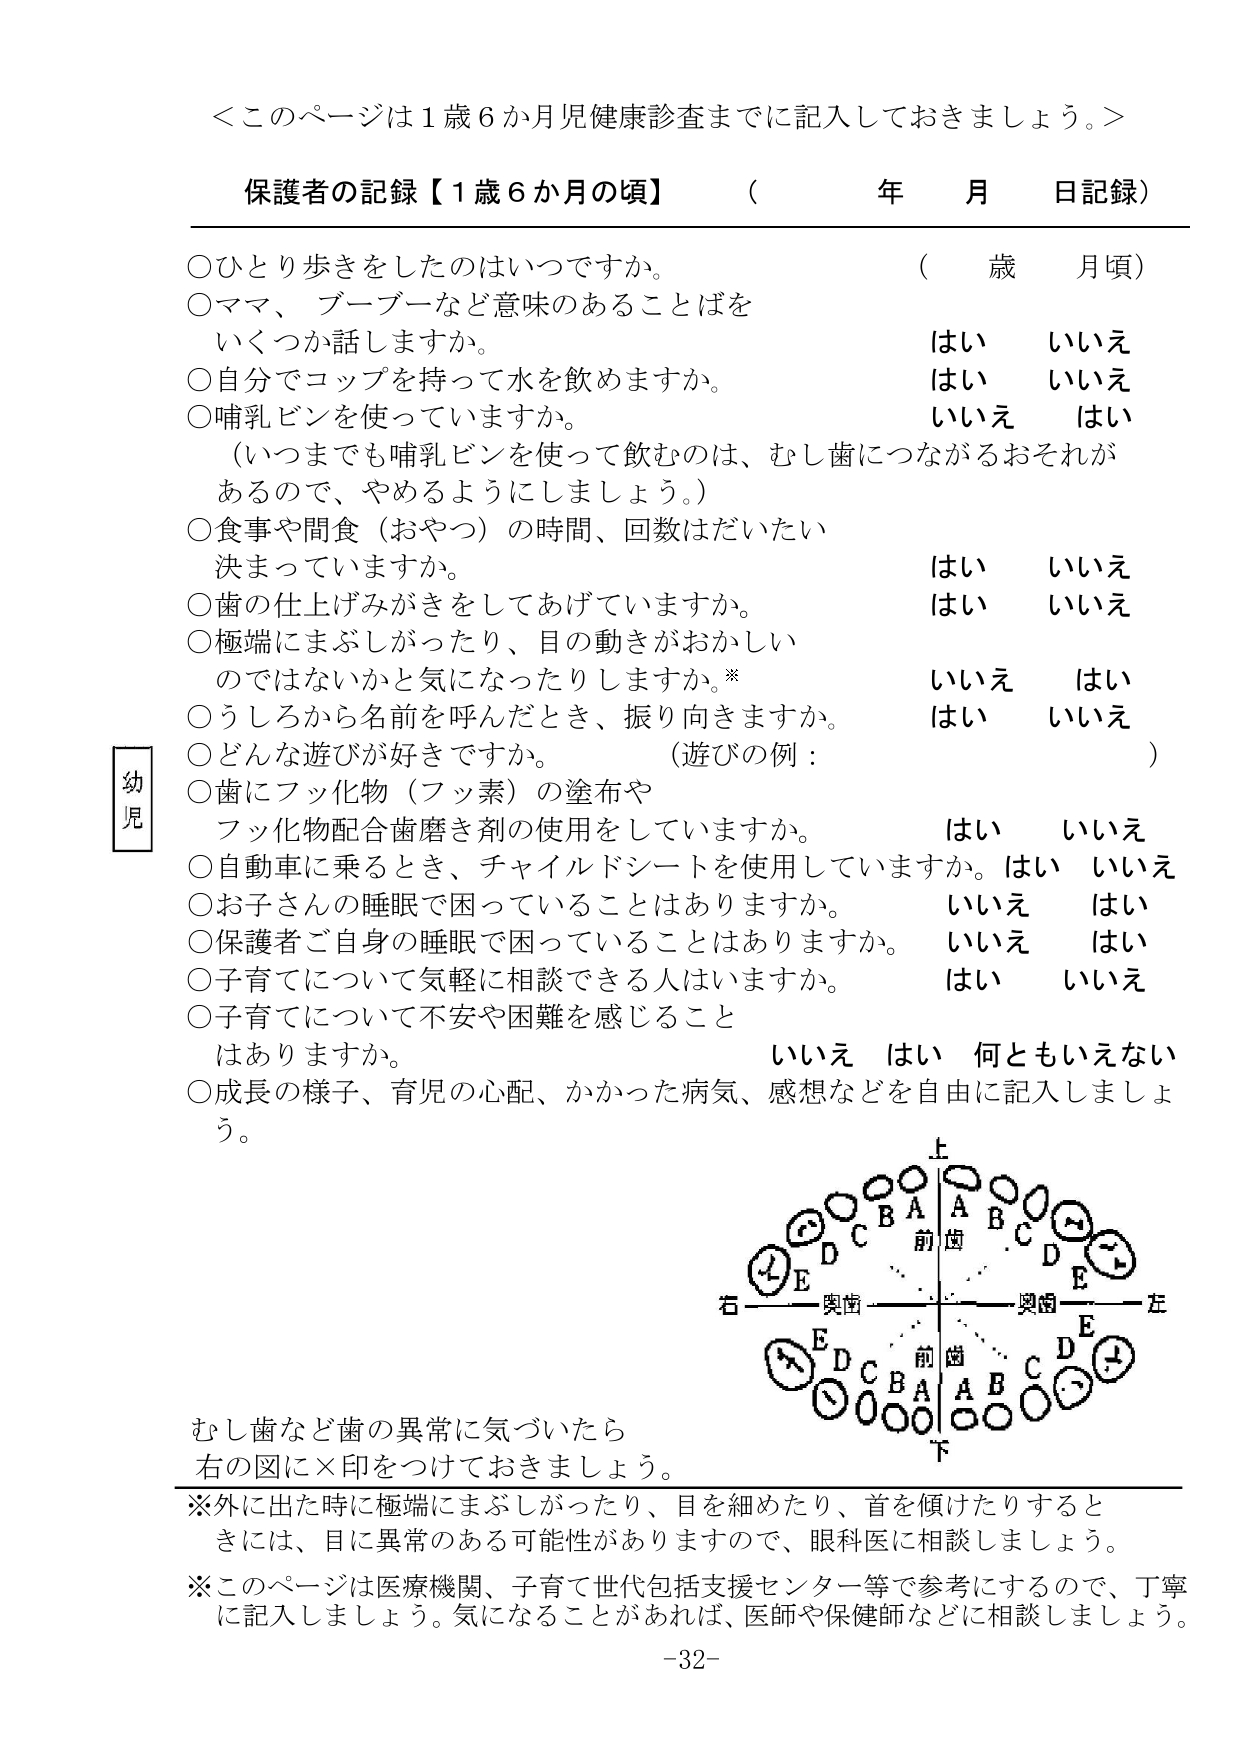 ＜このページは１歳６か月児健康診査までに記入しておきましょう。＞
保護者の記録【１歳６か月の頃】　（　　　　年　　月　　日記録）
○ひとり歩きをしたのはいつですか。　（　　歳　　月頃）
○ママ、ブーブーなど意味のあることばを
いくつか話しますか。　はい　いいえ
○自分でコップを持って水を飲めますか。　はい　いいえ
○哺乳ビンを使っていますか。　いいえ　はい
（いつまでも哺乳ビンを使って飲むのは、むし歯につながるおそれが
あるので、やめるようにしましょう。）
○食事や間食（おやつ）の時間、回数はだいたい
決まっていますか。　はい　いいえ
○歯の仕上げみがきをしてあげていますか。　はい　いいえ
○極端にまぶしがったり、目の動きがおかしい
のではないかと気になったりしますか。※　いいえ　はい
○うしろから名前を呼んだとき、振り向きますか。　はい　いいえ
○どんな遊びが好きですか。　（遊びの例：　　　　）
○歯にフッ化物（フッ素）の塗布や
フッ化物配合歯磨き剤の使用をしていますか。　はい　いいえ
○自動車に乗るとき、チャイルドシートを使用していますか。はい　いいえ
○お子さんの睡眠で困っていることはありますか。　いいえ　はい
○保護者ご自身の睡眠で困っていることはありますか。　いいえ　はい
○子育てについて気軽に相談できる人はいますか。　はい　いいえ
○子育てについて不安や困難を感じること
はありますか。　いいえ　はい　何ともいえない
○成長の様子、育児の心配、かかった病気、感想などを自由に記入しましょ
う。
幼児
上
E D C B A A B C D E
前歯
右 奥歯 奥歯 左
前歯
E D C B A A B C D E
下
むし歯など歯の異常に気づいたら
右の図に×印をつけておきましょう。
※外に出た時に極端にまぶしがったり、目を細めたり、首を傾けたりすると
きには、目に異常のある可能性がありますので、眼科医に相談しましょう。
※このページは医療機関、子育て世代包括支援センター等で参考にするので、丁寧
に記入しましょう。気になることがあれば、医師や保健師などに相談しましょう。
-32-